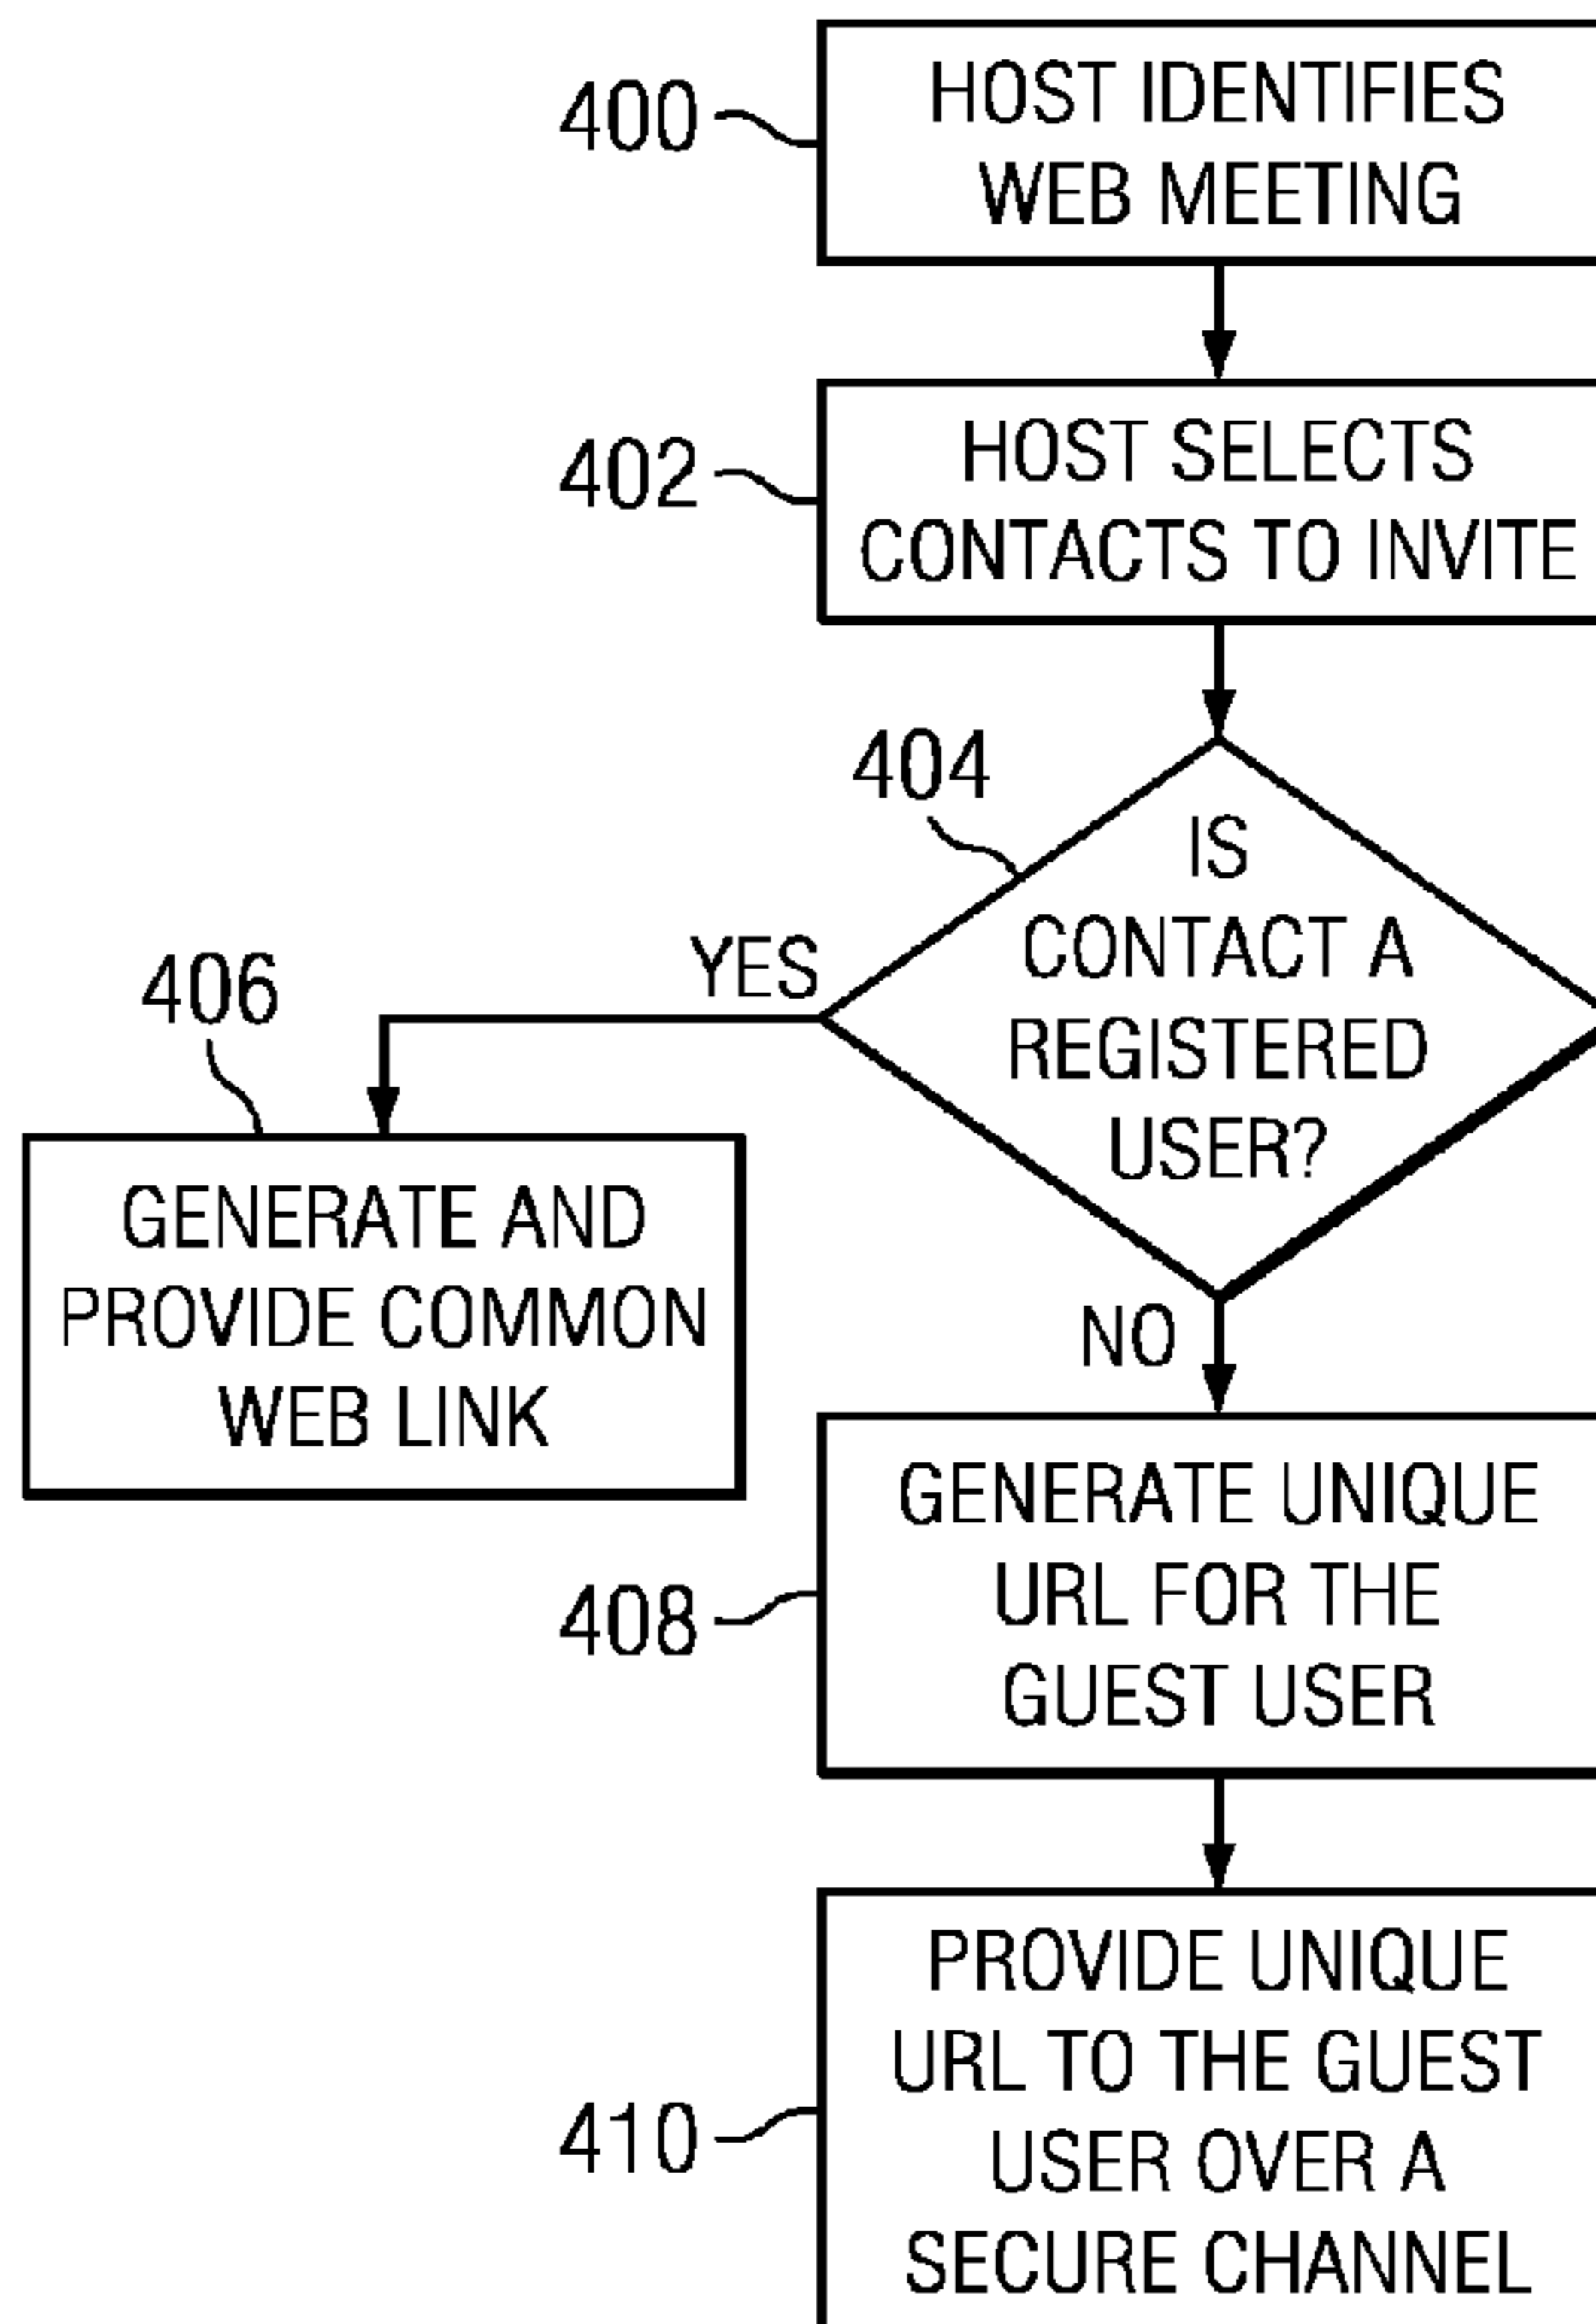 400
HOST IDENTIFIES
WEB MEETING
402
HOST SELECTS
CONTACTS TO INVITE
404
IS
CONTACT A
REGISTERED
USER?
YES
406
GENERATE AND
PROVIDE COMMON
WEB LINK
NO
408
GENERATE UNIQUE
URL FOR THE
GUEST USER
410
PROVIDE UNIQUE
URL TO THE GUEST
USER OVER A
SECURE CHANNEL